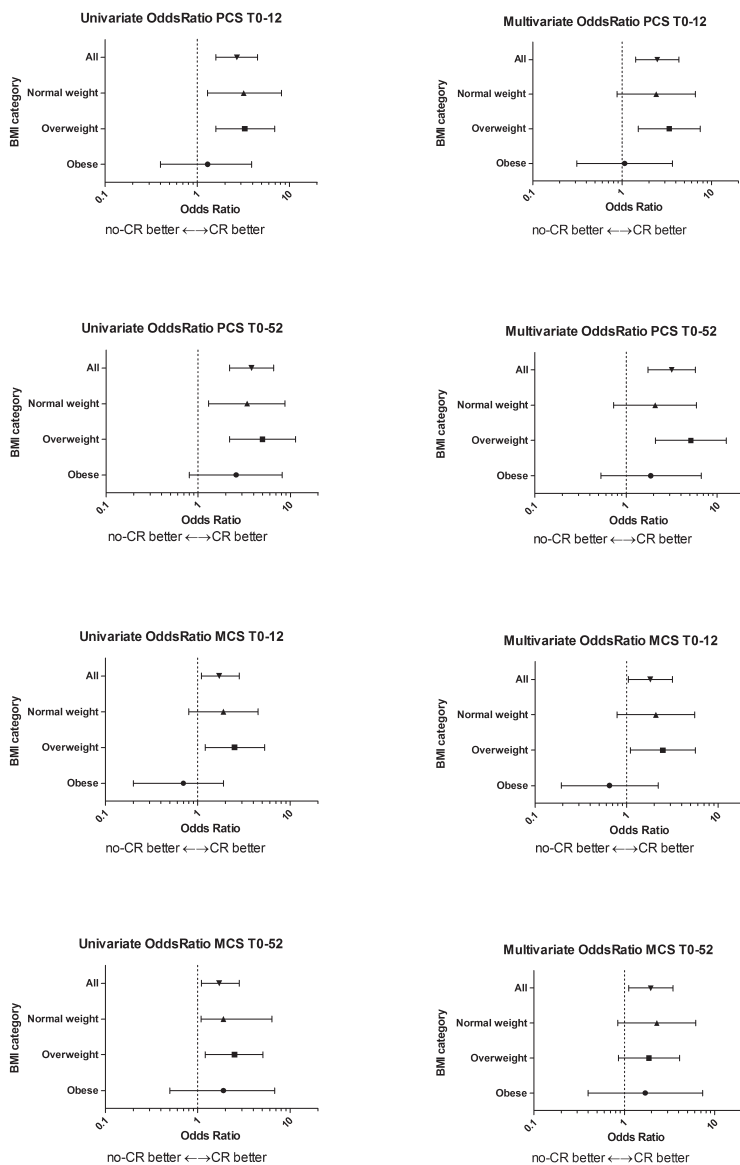 Univariate OddsRatio PCS T0-12
BMI category
All
Normal weight
Overweight
Obese
0.1
1
10
Odds Ratio
no-CR better ←→CR better
Multivariate OddsRatio PCS T0-12
BMI category
All
Normal weight
Overweight
Obese
0.1
1
10
Odds Ratio
no-CR better ←→CR better
Univariate OddsRatio PCS T0-52
BMI category
All
Normal weight
Overweight
Obese
0.1
1
10
Odds Ratio
no-CR better ←→CR better
Multivariate OddsRatio PCS T0-52
BMI category
All
Normal weight
Overweight
Obese
0.1
1
10
Odds Ratio
no-CR better ←→CR better
Univariate OddsRatio MCS T0-12
BMI category
All
Normal weight
Overweight
Obese
0.1
1
10
Odds Ratio
no-CR better ←→CR better
Multivariate OddsRatio MCS T0-12
BMI category
All
Normal weight
Overweight
Obese
0.1
1
10
Odds Ratio
no-CR better ←→CR better
Univariate OddsRatio MCS T0-52
BMI category
All
Normal weight
Overweight
Obese
0.1
1
10
Odds Ratio
no-CR better ←→CR better
Multivariate OddsRatio MCS T0-52
BMI category
All
Normal weight
Overweight
Obese
0.1
1
10
Odds Ratio
no-CR better ←→CR better